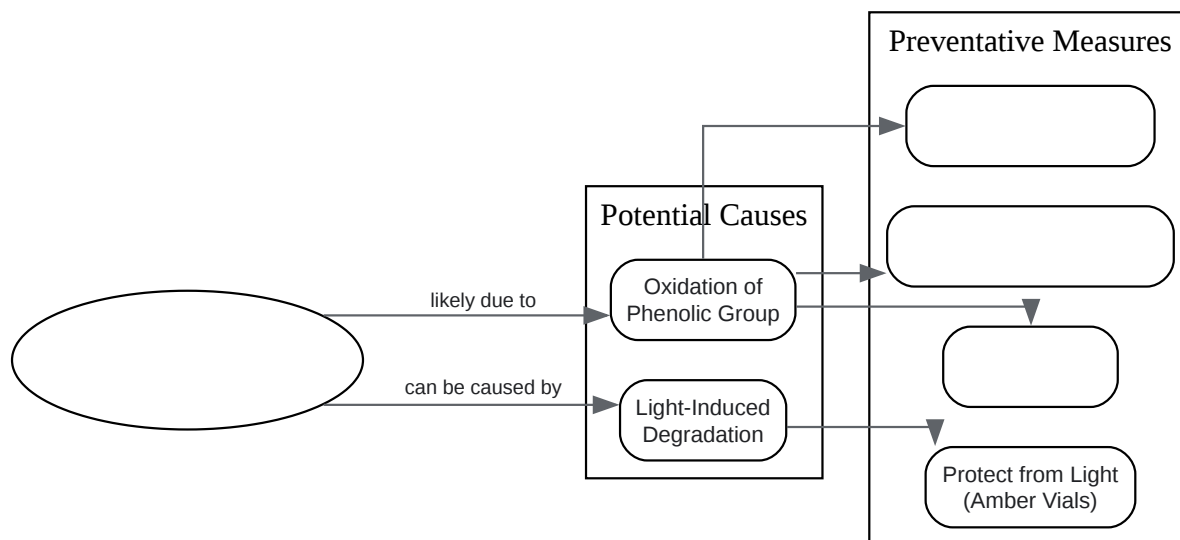 Preventative Measures
Potential Causes
likely due to
Oxidation of
Phenolic Group
can be caused by
Light-Induced
Degradation
Protect from Light
(Amber Vials)